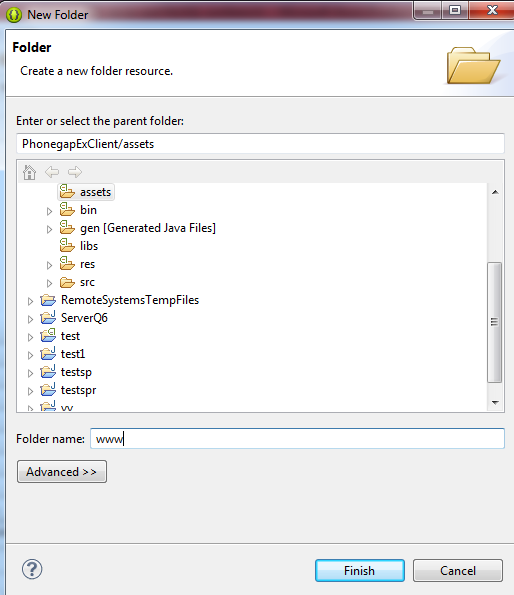 New Folder
Folder
Create a new folder resource.
Enter or select the parent folder:
PhonegapExClient/assets
assets
bin
gen [Generated Java Files]
libs
res
src
RemoteSystemsTempFiles
ServerQ6
test
test1
testsp
testspr
Folder name: www
Advanced >>
Finish Cancel